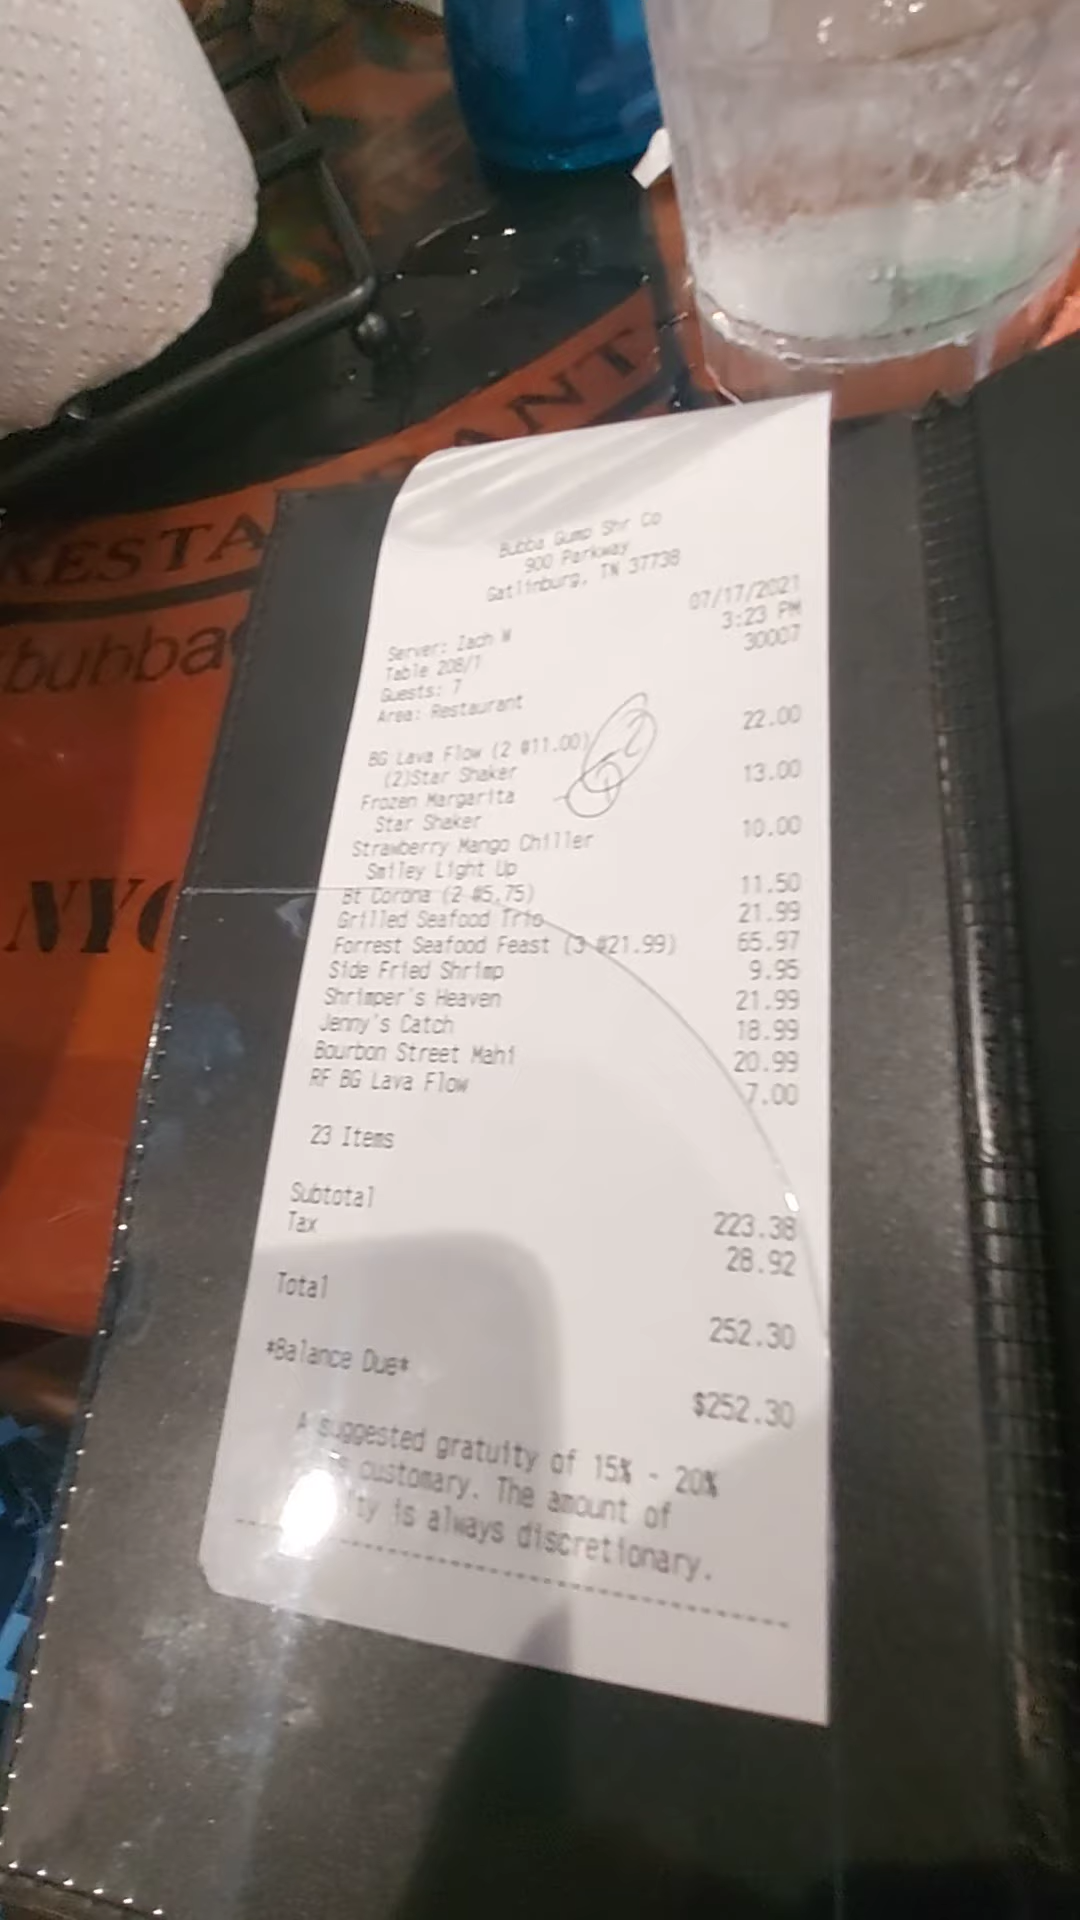 ANT
RESTA
bubba
NYC
Bubba Gump Shr Co
900 Parkway
Gatlinburg, TN 37738
07/17/2021
Server: Zach W 3:23 PM
Table 208/1 30007
Guests: 7
Area: Restaurant
BG Lava Flow (2 @11.00) 22.00
(2)Star Shaker
Frozen Margarita 13.00
Star Shaker
Strawberry Mango Chiller 10.00
Smiley Light Up
Bt Corona (2 @5.75) 11.50
Grilled Seafood Trio 21.99
Forrest Seafood Feast (3 @21.99) 65.97
Side Fried Shrimp 9.95
Shrimper's Heaven 21.99
Jenny's Catch 18.99
Bourbon Street Mahi 20.99
RF BG Lava Flow 7.00
23 Items
Subtotal 223.38
Tax 28.92
Total 252.30
*Balance Due* $252.30
A suggested gratuity of 15% - 20%
customary. The amount of
ty is always discretionary.